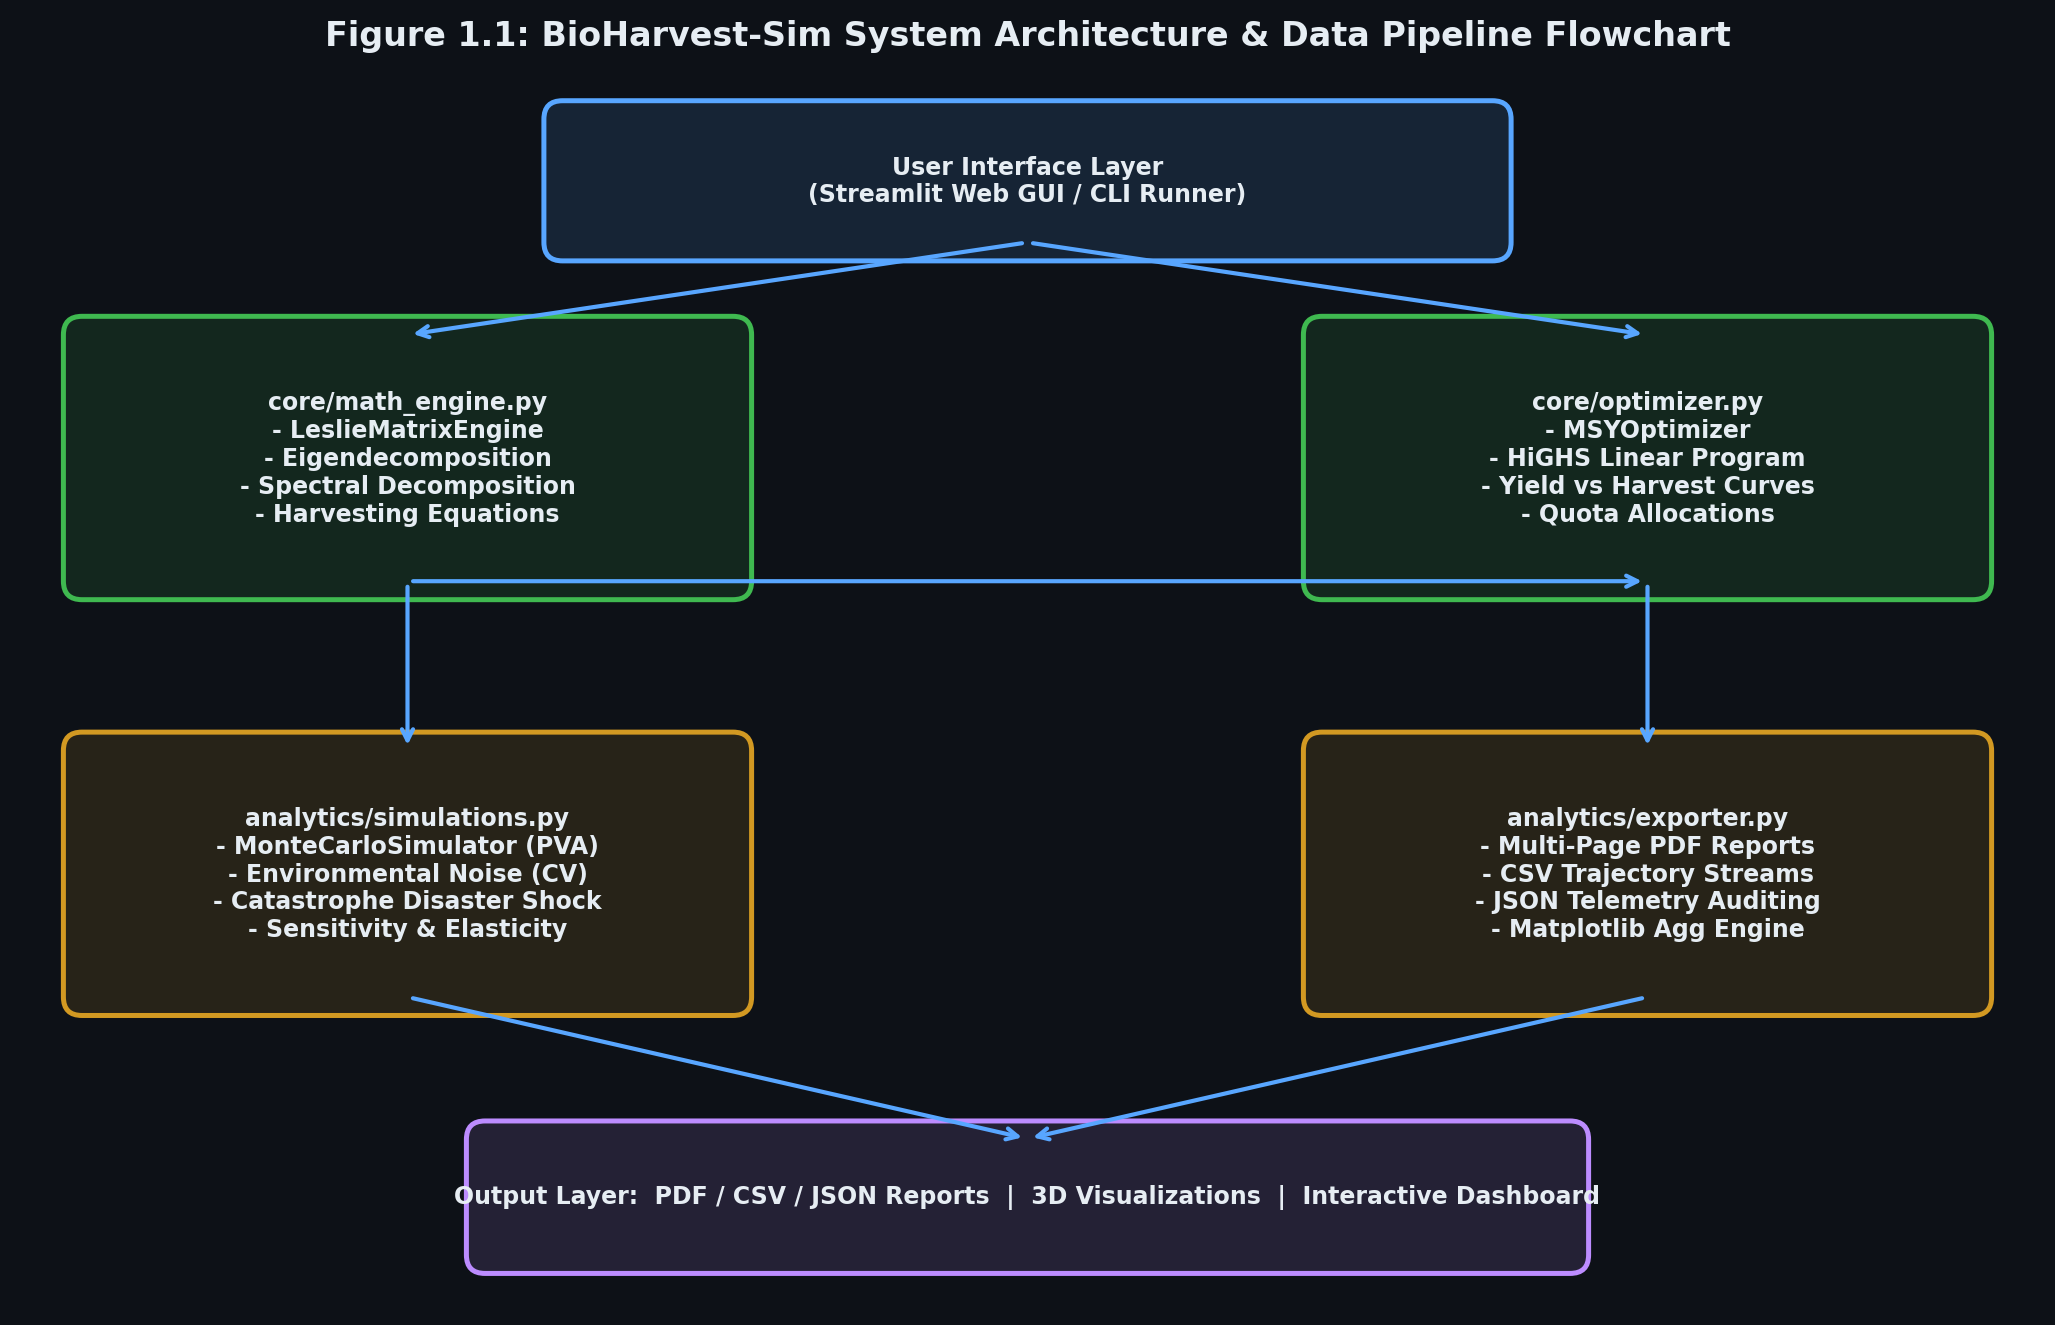 Figure 1.1: BioHarvest-Sim System Architecture & Data Pipeline Flowchart
User Interface Layer
(Streamlit Web GUI / CLI Runner)
core/math_engine.py
- LeslieMatrixEngine
- Eigendecomposition
- Spectral Decomposition
- Harvesting Equations
core/optimizer.py
- MSYOptimizer
- HiGHS Linear Program
- Yield vs Harvest Curves
- Quota Allocations
analytics/simulations.py
- MonteCarloSimulator (PVA)
- Environmental Noise (CV)
- Catastrophe Disaster Shock
- Sensitivity & Elasticity
analytics/exporter.py
- Multi-Page PDF Reports
- CSV Trajectory Streams
- JSON Telemetry Auditing
- Matplotlib Agg Engine
Output Layer:  PDF / CSV / JSON Reports  |  3D Visualizations  |  Interactive Dashboard